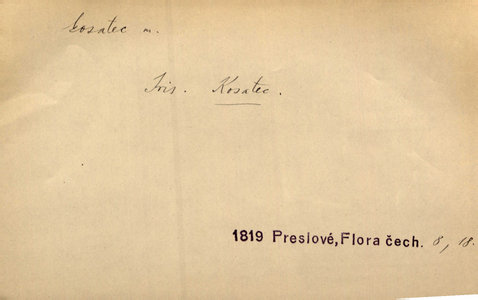 kosatec m.
Iris. Kosatec.
1819 Preslové, Flora čech. 8, 18.